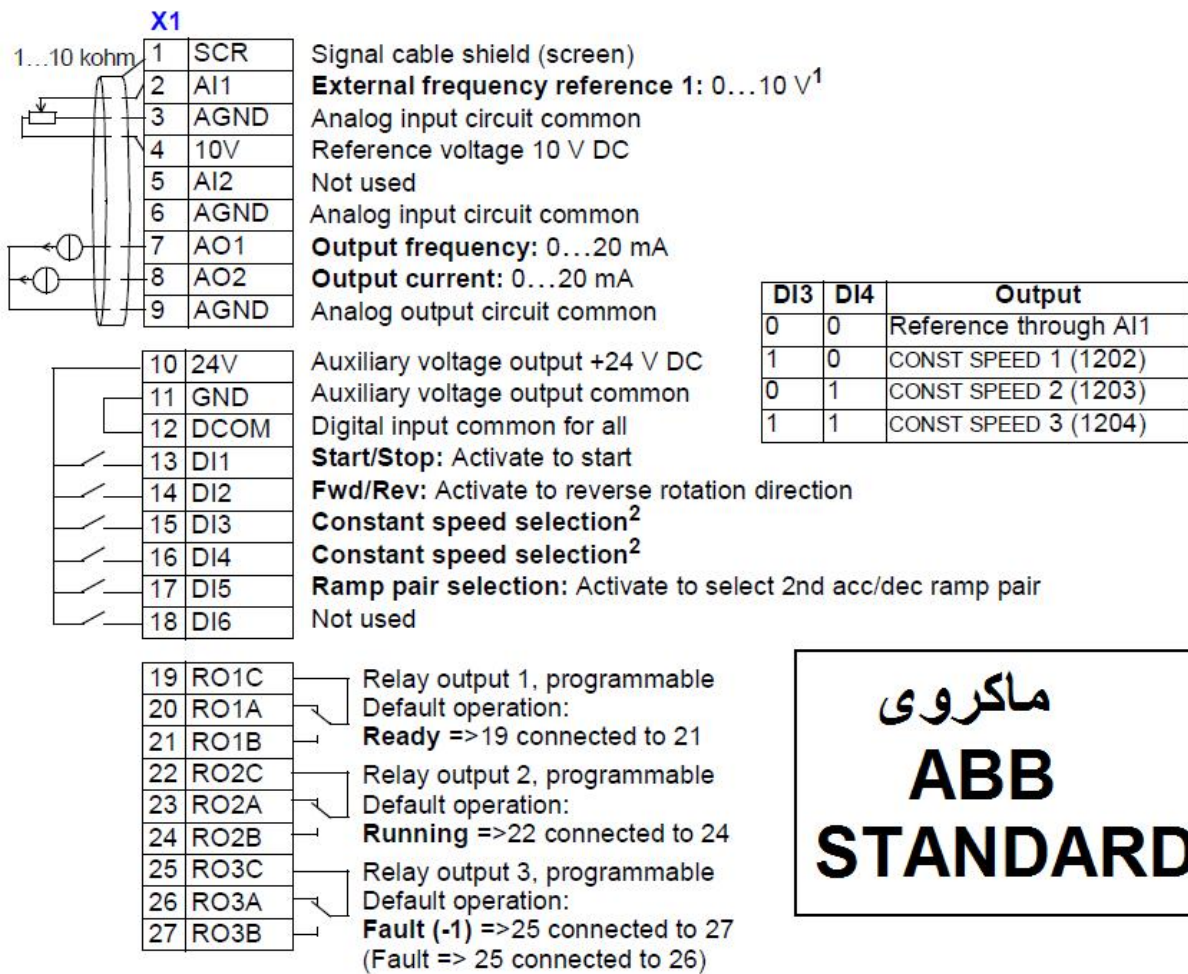 X1
1…10 kohm
1 SCR Signal cable shield (screen)
2 AI1 External frequency reference 1: 0…10 V1
3 AGND Analog input circuit common
4 10V Reference voltage 10 V DC
5 AI2 Not used
6 AGND Analog input circuit common
7 AO1 Output frequency: 0…20 mA
8 AO2 Output current: 0…20 mA
9 AGND Analog output circuit common
10 24V Auxiliary voltage output +24 V DC
11 GND Auxiliary voltage output common
12 DCOM Digital input common for all
13 DI1 Start/Stop: Activate to start
14 DI2 Fwd/Rev: Activate to reverse rotation direction
15 DI3 Constant speed selection2
16 DI4 Constant speed selection2
17 DI5 Ramp pair selection: Activate to select 2nd acc/dec ramp pair
18 DI6 Not used
DI3 DI4 Output
0 0 Reference through AI1
1 0 CONST SPEED 1 (1202)
0 1 CONST SPEED 2 (1203)
1 1 CONST SPEED 3 (1204)
19 RO1C Relay output 1, programmable
20 RO1A Default operation:
21 RO1B Ready =>19 connected to 21
22 RO2C Relay output 2, programmable
23 RO2A Default operation:
24 RO2B Running =>22 connected to 24
25 RO3C Relay output 3, programmable
26 RO3A Default operation:
27 RO3B Fault (-1) =>25 connected to 27
(Fault => 25 connected to 26)
ماکروی
ABB
STANDARD